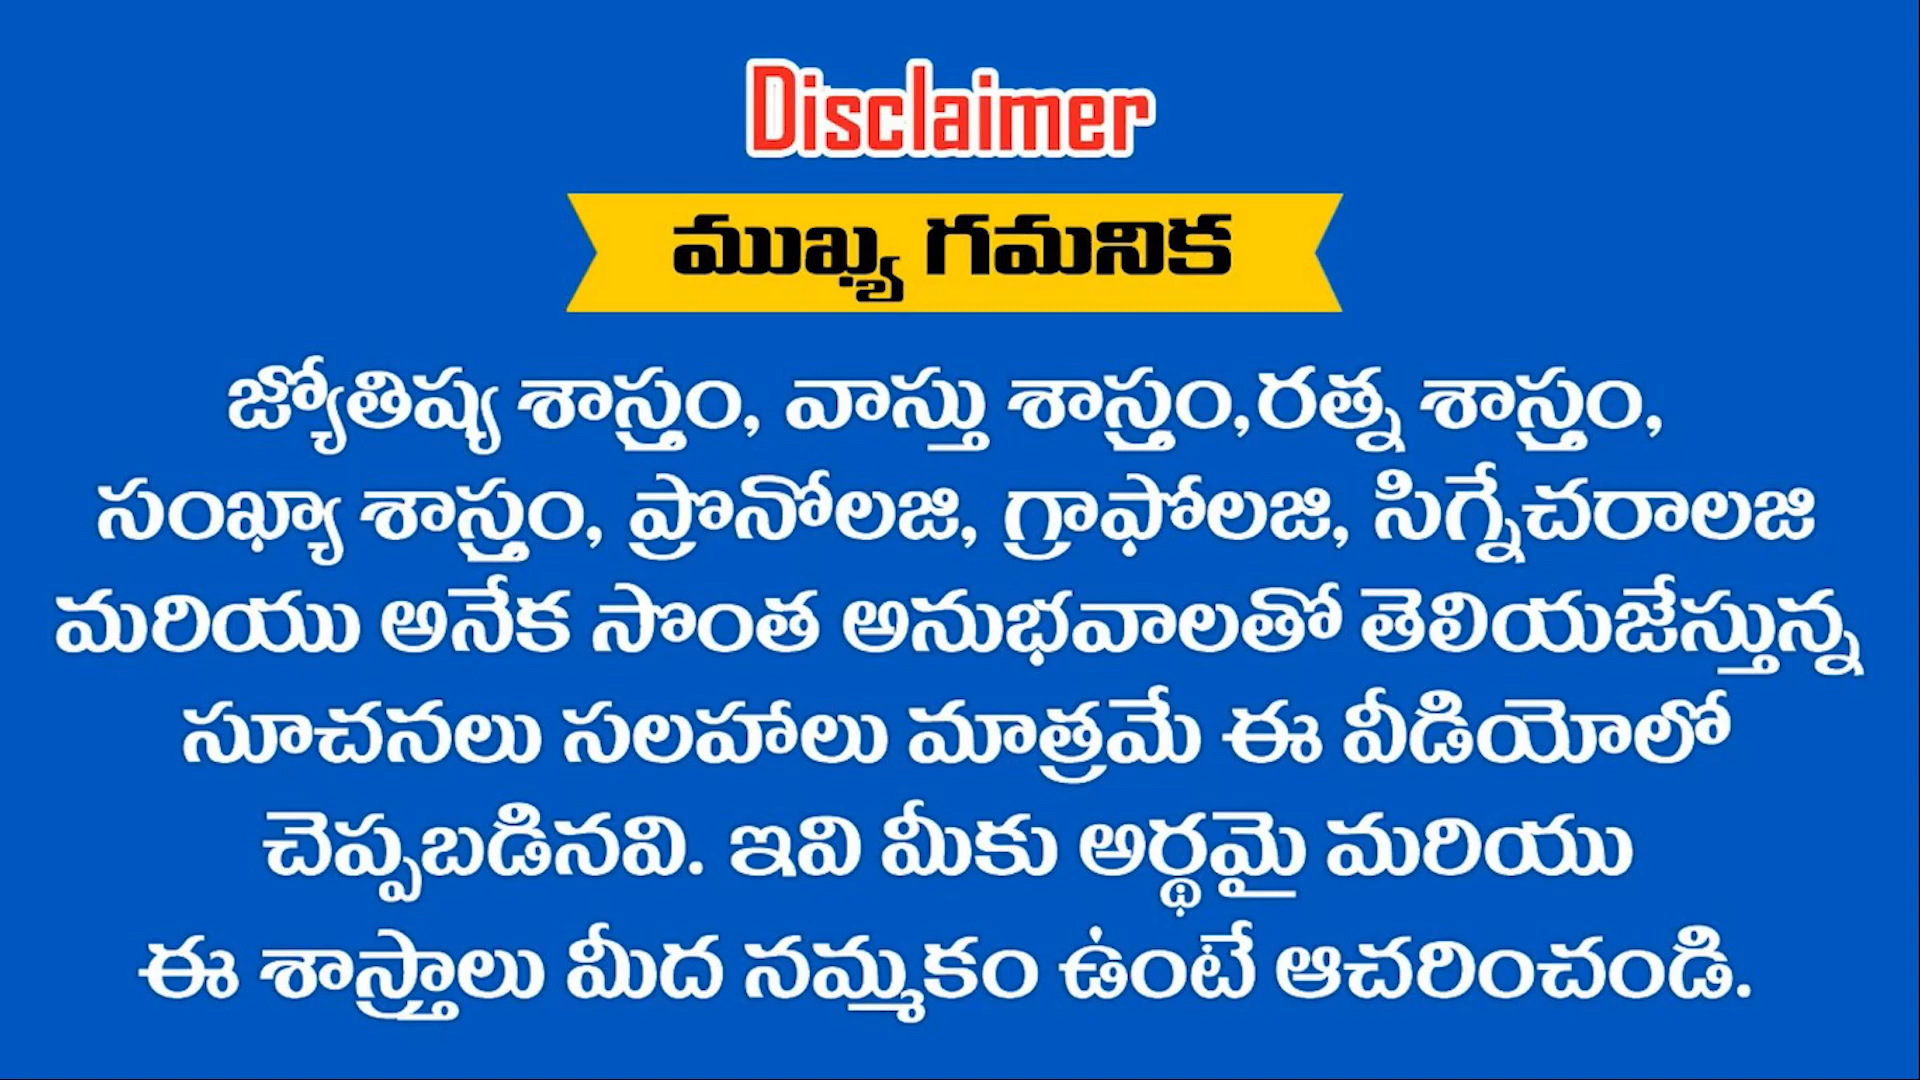 Disclaimer
ముఖ్య గమనిక
జ్యోతిష్య శాస్త్రం, వాస్తు శాస్త్రం,రత్న శాస్త్రం,
సంఖ్యా శాస్త్రం, ప్రొనోలజి, గ్రాఫోలజి, సిగ్నేచరాలజి
మరియు అనేక సొంత అనుభవాలతో తెలియజేస్తున్న
సూచనలు సలహాలు మాత్రమే ఈ వీడియోలో
చెప్పబడినవి. ఇవి మీకు అర్థమై మరియు
ఈ శాస్త్రాలు మీద నమ్మకం ఉంటే ఆచరించండి.